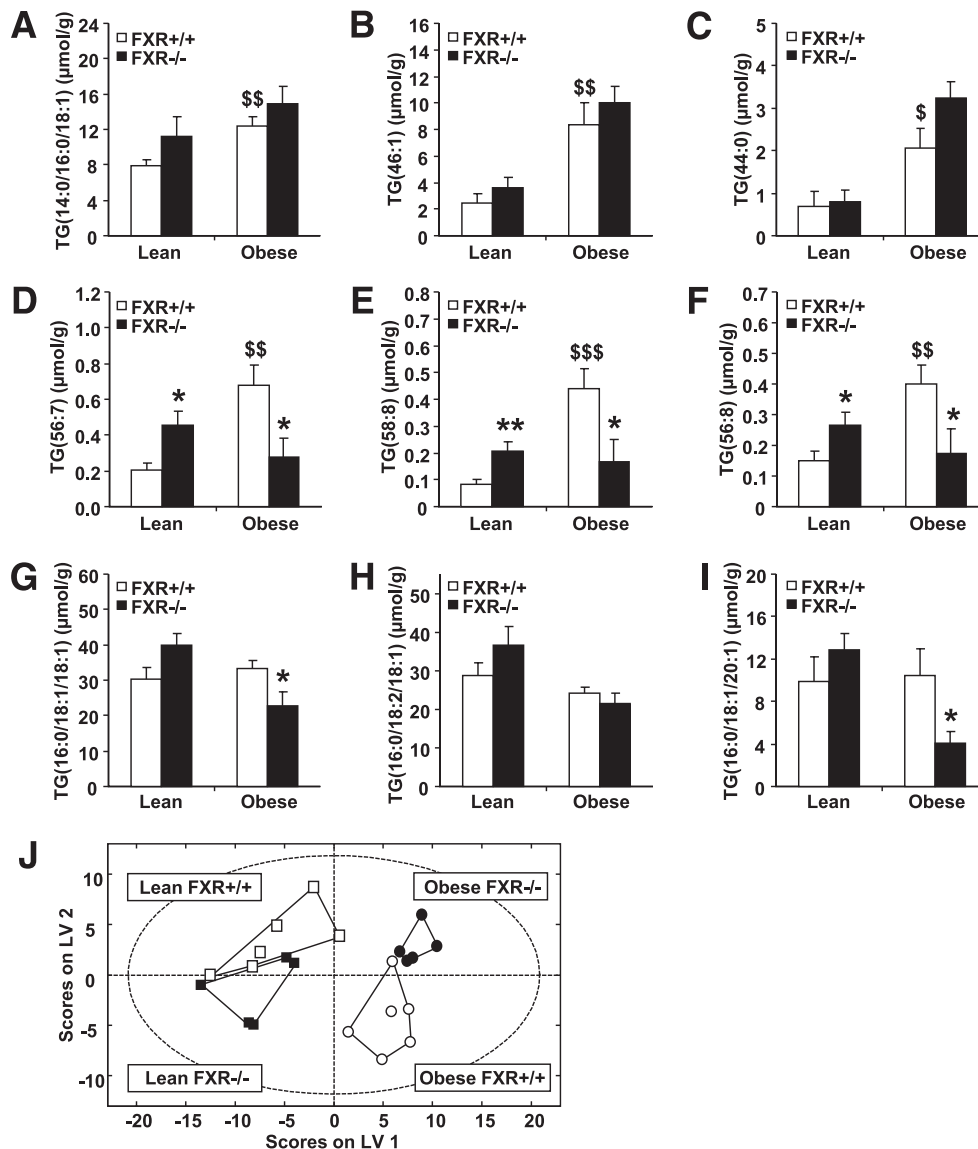 A
TG(14:0/16:0/18:1) (µmol/g)
24
20
16
12
8
4
0
FXR+/+
FXR-/-
$$
Lean
Obese
B
TG(46:1) (µmol/g)
16
14
12
10
8
6
4
2
0
FXR+/+
FXR-/-
$$
Lean
Obese
C
TG(44:0) (µmol/g)
5
4
3
2
1
0
FXR+/+
FXR-/-
$
Lean
Obese
D
TG(56:7) (µmol/g)
1.2
1.0
0.8
0.6
0.4
0.2
0.0
FXR+/+
FXR-/-
*
$$
*
Lean
Obese
E
TG(58:8) (µmol/g)
0.8
0.7
0.6
0.5
0.4
0.3
0.2
0.1
0
FXR+/+
FXR-/-
**
$$$
*
Lean
Obese
F
TG(56:8) (µmol/g)
0.7
0.6
0.5
0.4
0.3
0.2
0.1
0.0
FXR+/+
FXR-/-
*
$$
*
Lean
Obese
G
TG(16:0/18:1/18:1) (µmol/g)
60
50
40
30
20
10
0
FXR+/+
FXR-/-
*
Lean
Obese
H
TG(16:0/18:2/18:1) (µmol/g)
50
40
30
20
10
0
FXR+/+
FXR-/-
Lean
Obese
I
TG(16:0/18:1/20:1) (µmol/g)
20
16
12
8
4
0
FXR+/+
FXR-/-
*
Lean
Obese
J
Scores on LV 2
10
5
0
-5
-10
Lean FXR+/+
Obese FXR-/-
Lean FXR-/-
Obese FXR+/+
-20 -15 -10 -5 0 5 10 15 20
Scores on LV 1